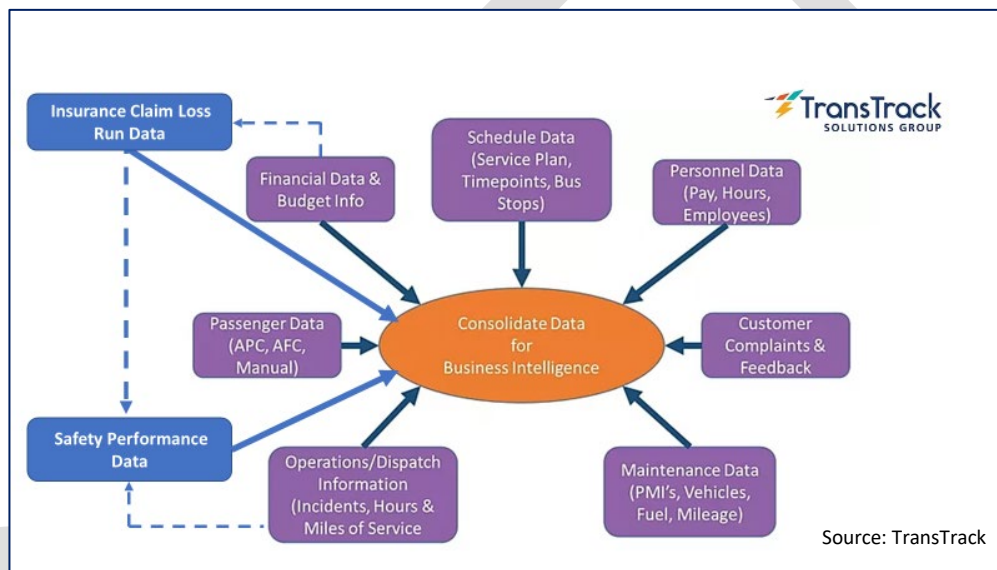 Insurance Claim Loss
Run Data
TransTrack
SOLUTIONS GROUP
Schedule Data
(Service Plan,
Timepoints, Bus
Stops)
Financial Data &
Budget Info
Personnel Data
(Pay, Hours,
Employees)
Passenger Data
(APC, AFC,
Manual)
Consolidate Data
for
Business Intelligence
Customer
Complaints &
Feedback
Safety Performance
Data
Operations/Dispatch
Information
(Incidents, Hours &
Miles of Service
Maintenance Data
(PMI's, Vehicles,
Fuel, Mileage)
Source: TransTrack